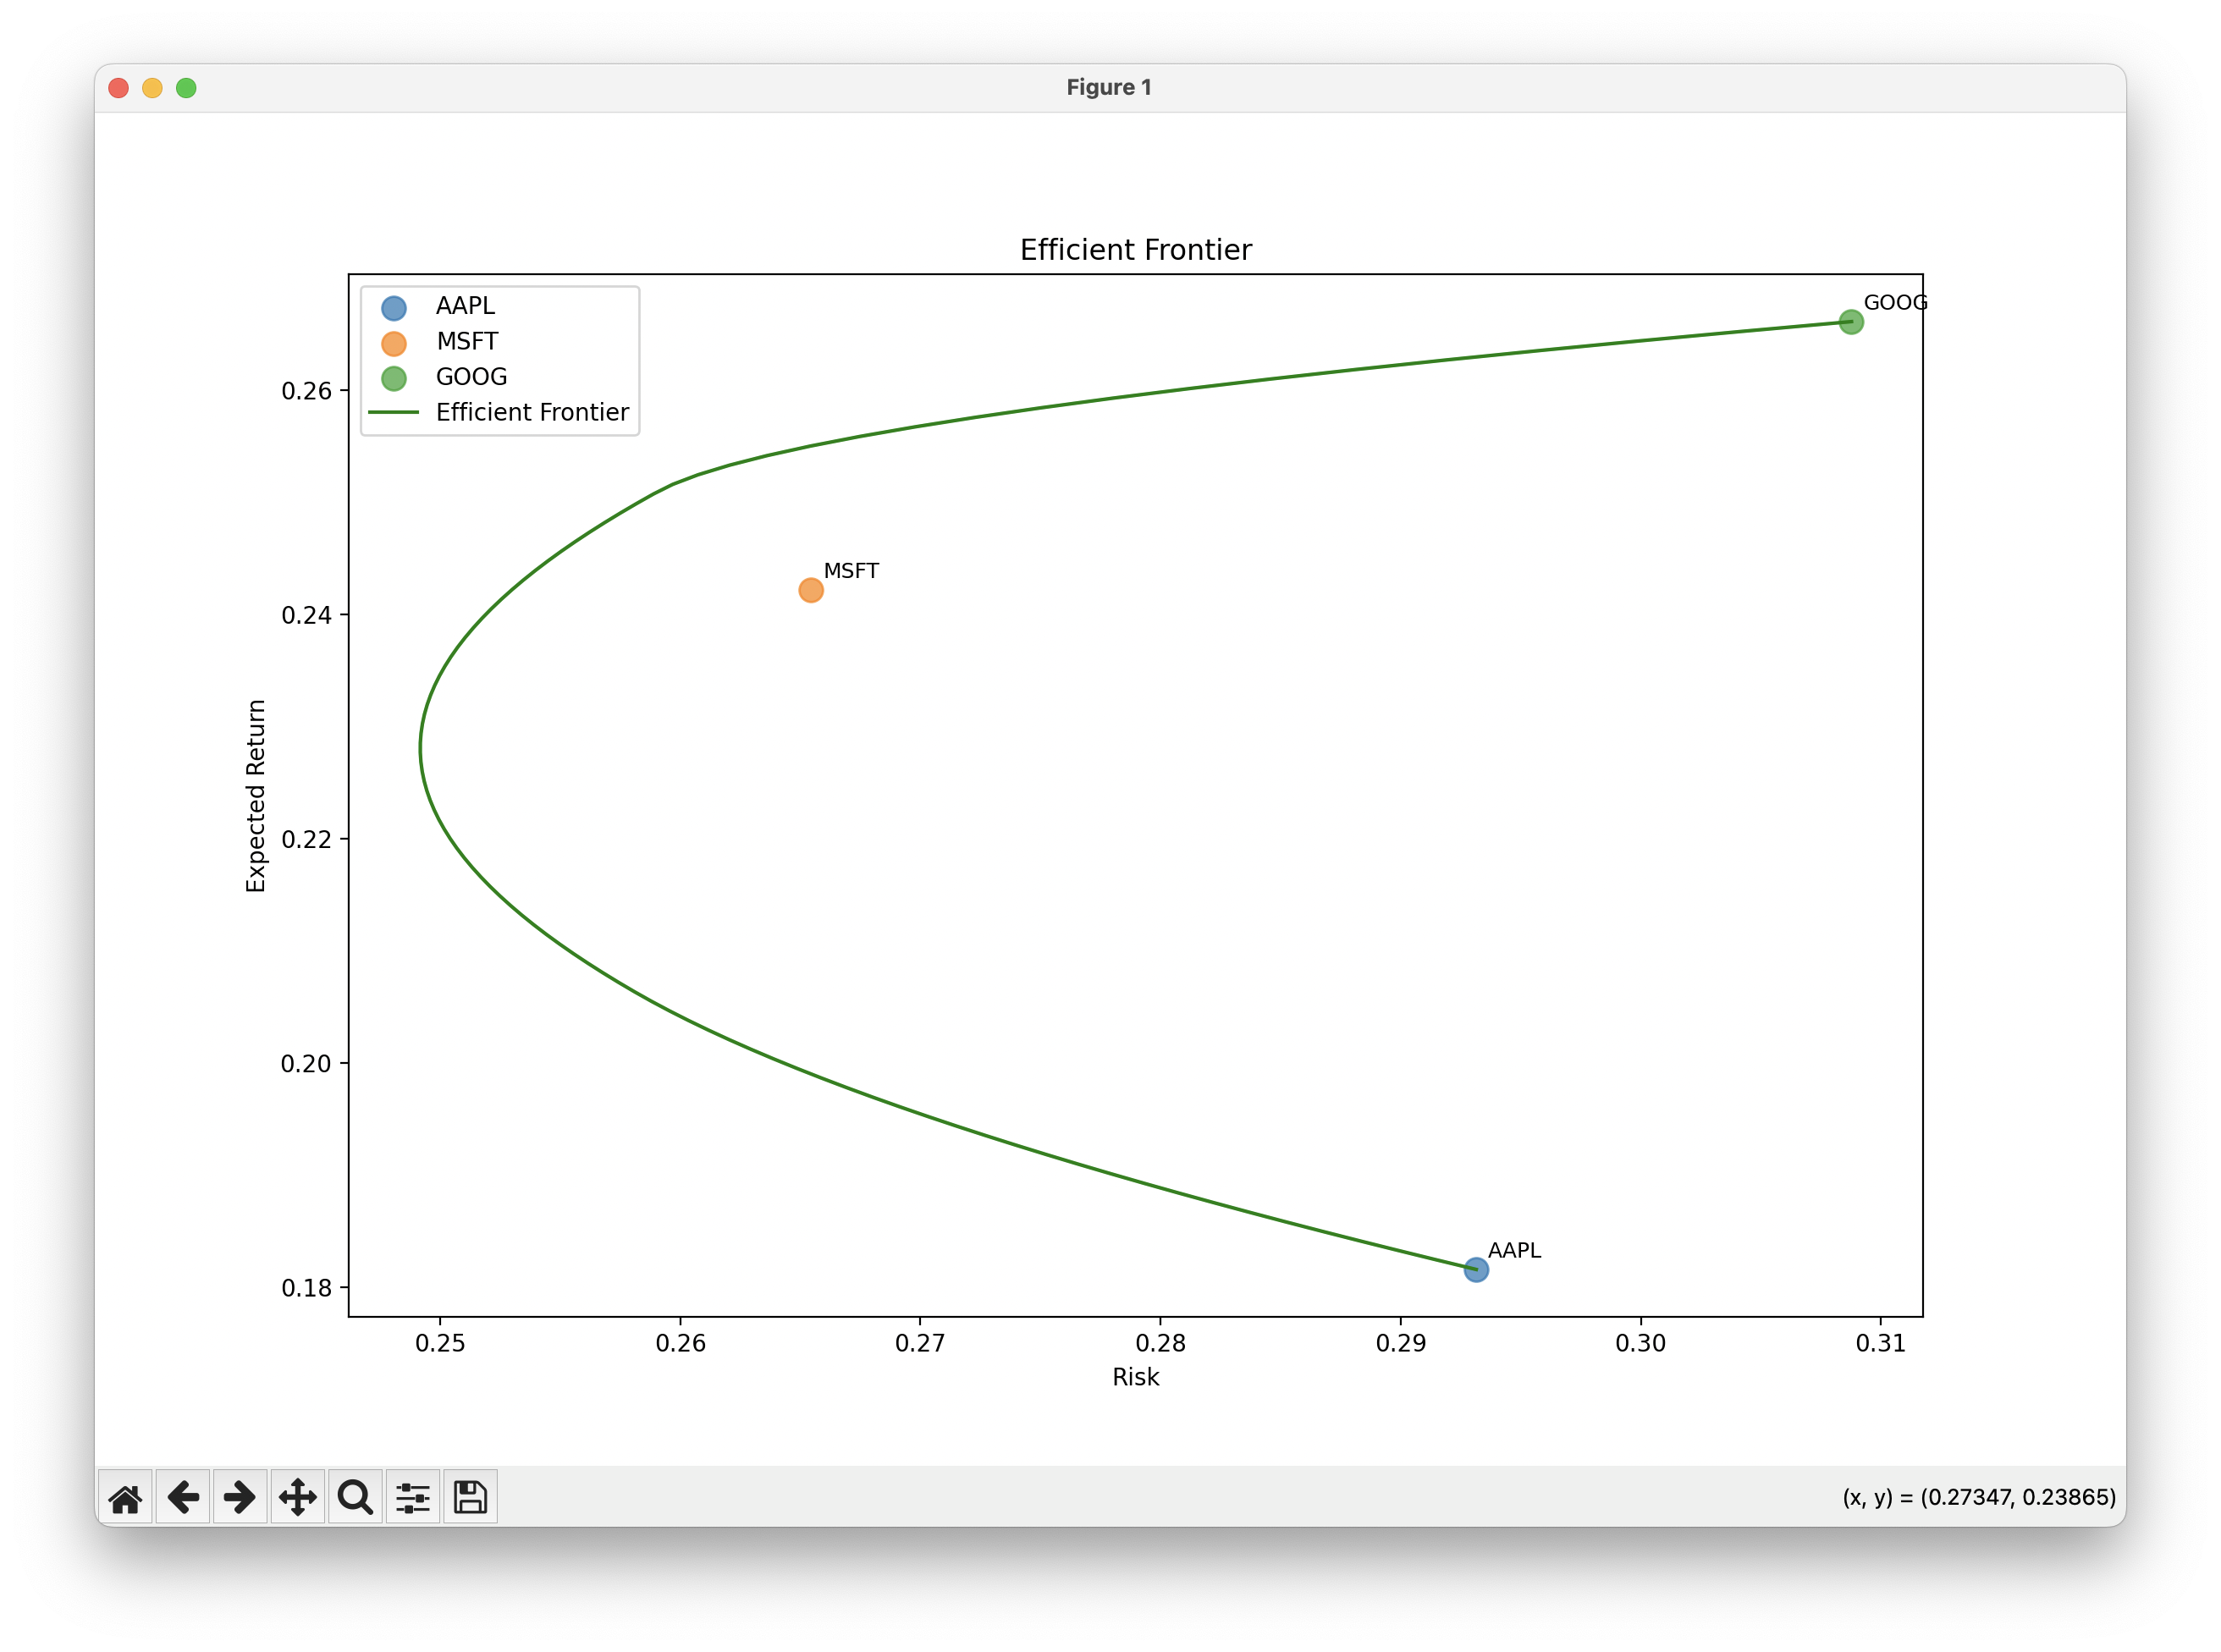 Figure 1
Efficient Frontier
AAPL
MSFT
GOOG
Efficient Frontier
GOOG
MSFT
AAPL
Expected Return
0.26
0.24
0.22
0.20
0.18
0.25 0.26 0.27 0.28 0.29 0.30 0.31
Risk
(x, y) = (0.27347, 0.23865)